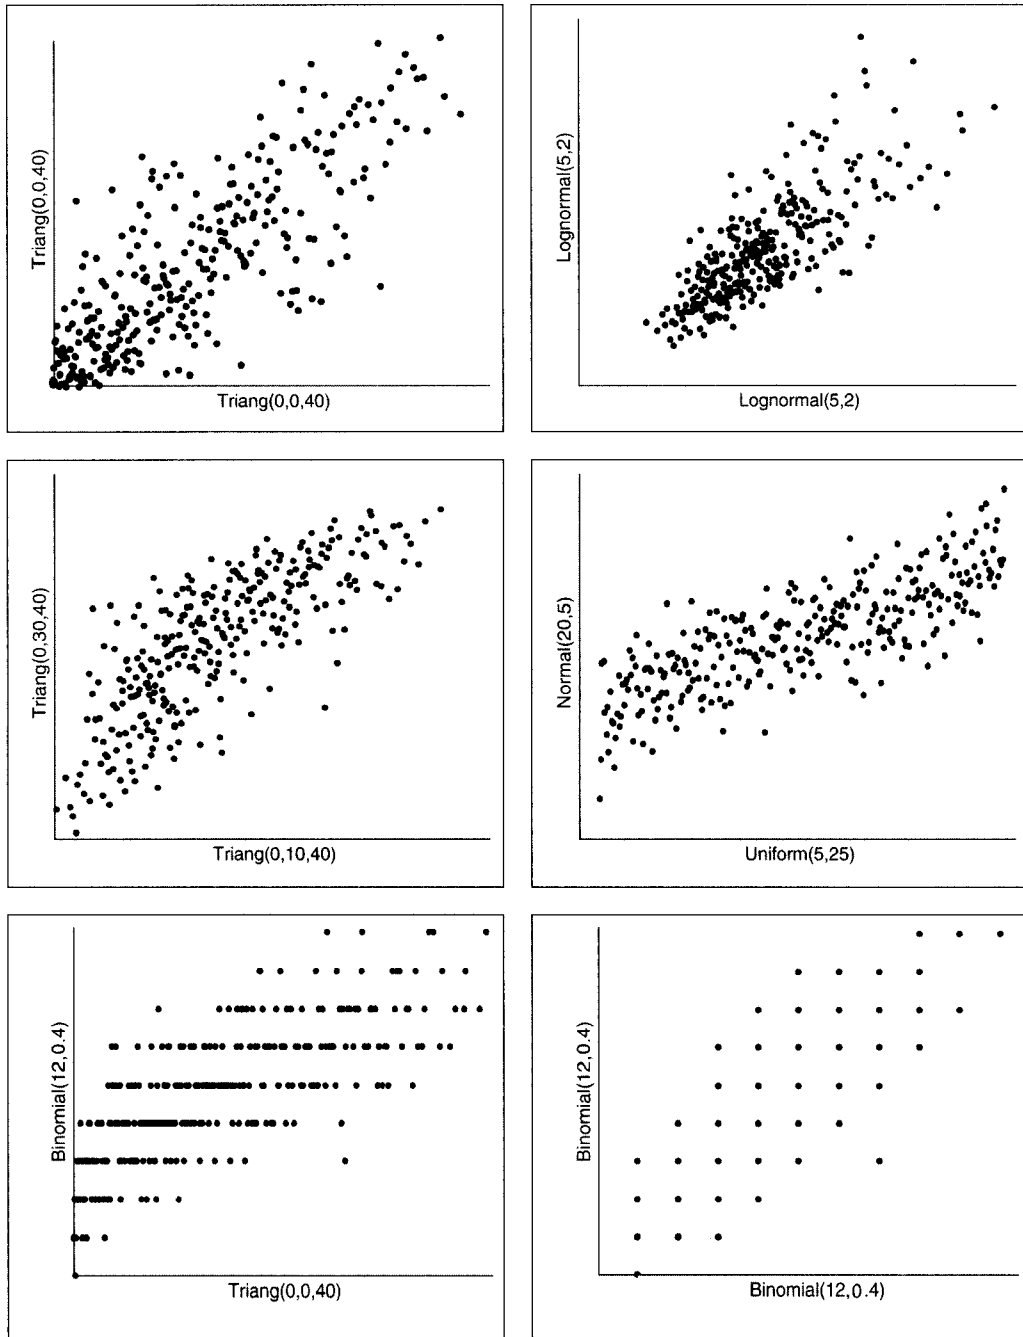 Triang(0,0,40)
Triang(0,0,40)
Lognormal(5,2)
Lognormal(5,2)
Triang(0,30,40)
Triang(0,10,40)
Normal(20,5)
Uniform(5,25)
Binomial(12,0.4)
Triang(0,0,40)
Binomial(12,0.4)
Binomial(12,0.4)